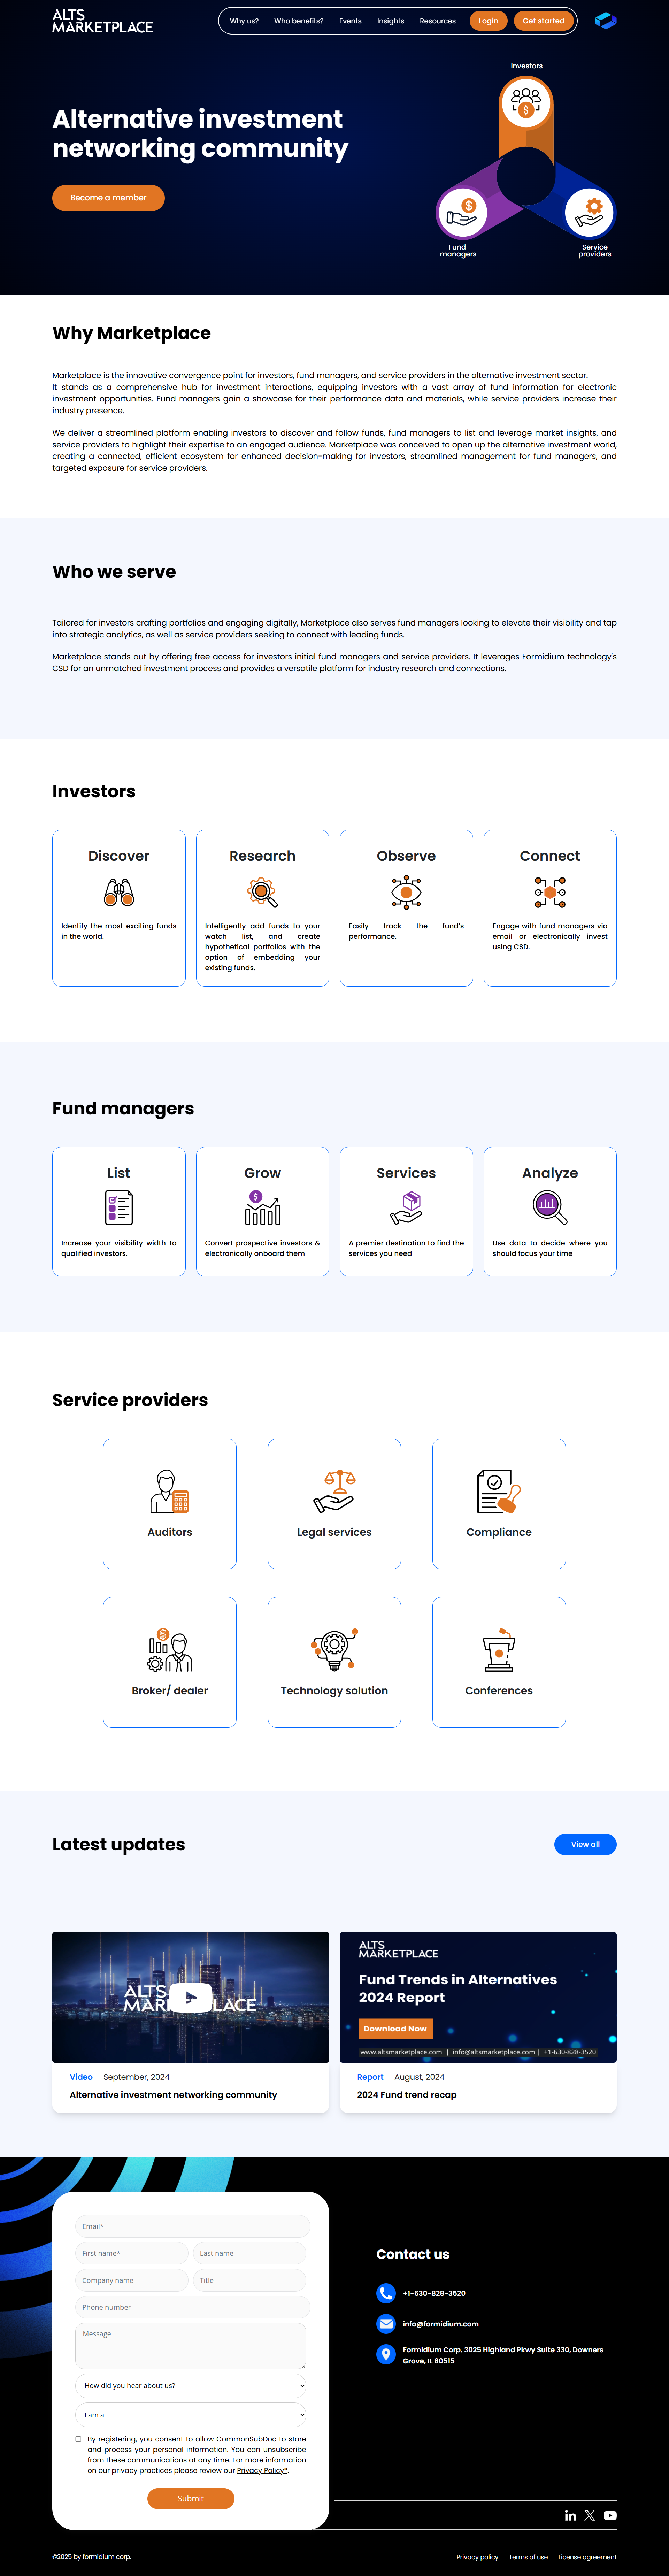 ALTS
MARKETPLACE
Why us?
Who benefits?
Events
Insights
Resources
Login
Get started
Investors
Alternative investment
networking community
Become a member
Fund
managers
Service
providers
Why Marketplace
Marketplace is the innovative convergence point for investors, fund managers, and service providers in the alternative investment sector.
It stands as a comprehensive hub for investment interactions, equipping investors with a vast array of fund information for electronic
investment opportunities. Fund managers gain a showcase for their performance data and materials, while service providers increase their
industry presence.
We deliver a streamlined platform enabling investors to discover and follow funds, fund managers to list and leverage market insights, and
service providers to highlight their expertise to an engaged audience. Marketplace was conceived to open up the alternative investment world,
creating a connected, efficient ecosystem for enhanced decision-making for investors, streamlined management for fund managers, and
targeted exposure for service providers.
Who we serve
Tailored for investors crafting portfolios and engaging digitally, Marketplace also serves fund managers looking to elevate their visibility and tap
into strategic analytics, as well as service providers seeking to connect with leading funds.
Marketplace stands out by offering free access for investors initial fund managers and service providers. It leverages Formidium technology's
CSD for an unmatched investment process and provides a versatile platform for industry research and connections.
Investors
Discover
Identify the most exciting funds
in the world.
Research
Intelligently add funds to your
watch list, and create
hypothetical portfolios with the
option of embedding your
existing funds.
Observe
Easily track the fund's
performance.
Connect
Engage with fund managers via
email or electronically invest
using CSD.
Fund managers
List
Increase your visibility width to
qualified investors.
Grow
Convert prospective investors &
electronically onboard them
Services
A premier destination to find the
services you need
Analyze
Use data to decide where you
should focus your time
Service providers
Auditors
Legal services
Compliance
Broker/ dealer
Technology solution
Conferences
Latest updates
View all
ALTS
MARKETPLACE
Video September, 2024
Alternative investment networking community
ALTS
MARKETPLACE
Fund Trends in Alternatives
2024 Report
Download Now
www.altsmarketplace.com | info@altsmarketplace.com | +1-630-828-3520
Report August, 2024
2024 Fund trend recap
Email*
First name*
Last name
Company name
Title
Phone number
Message
How did you hear about us?
I am a
By registering, you consent to allow CommonSubDoc to store
and process your personal information. You can unsubscribe
from these communications at any time. For more information
on our privacy practices please review our Privacy Policy*.
Submit
Contact us
+1-630-828-3520
info@formidium.com
Formidium Corp. 3025 Highland Pkwy Suite 330, Downers
Grove, IL 60515
©2025 by formidium corp.
Privacy policy
Terms of use
License agreement